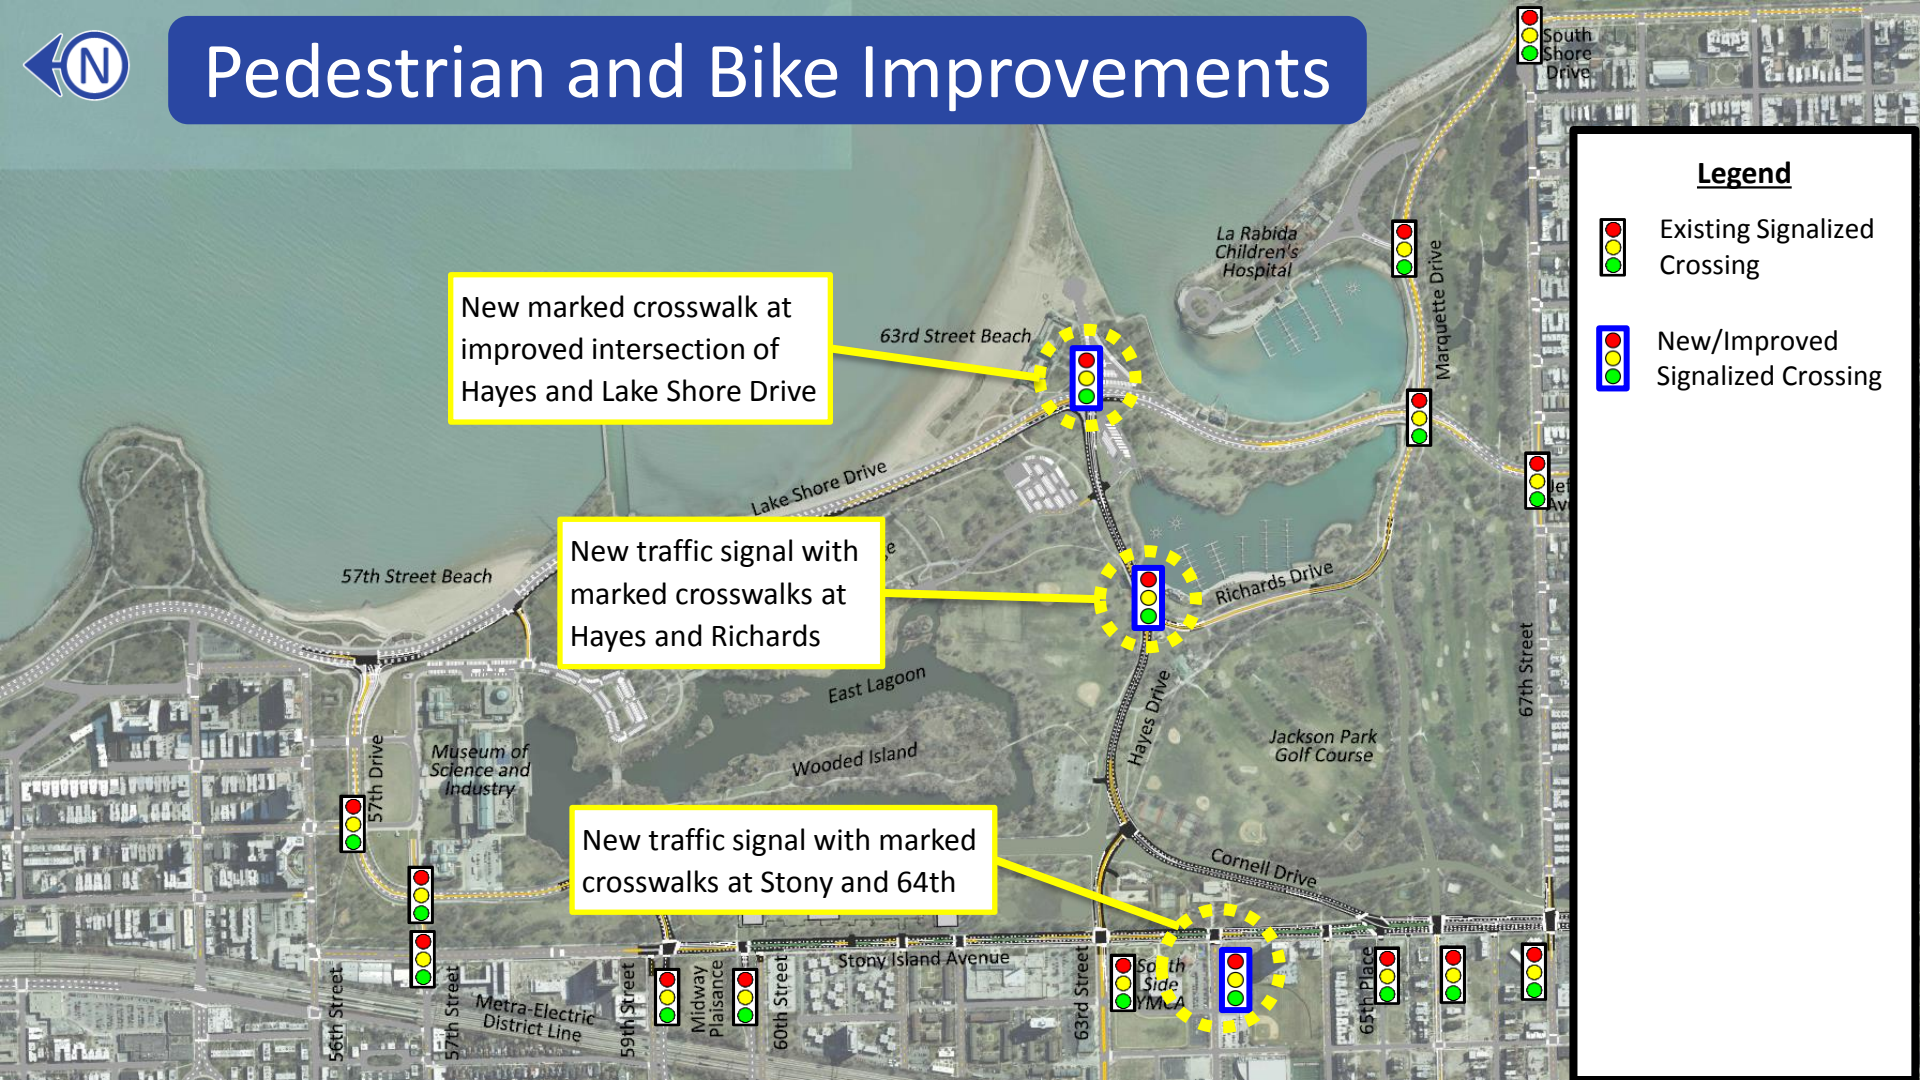 N
Pedestrian and Bike Improvements
South
Shore
Drive
Legend
Existing Signalized
Crossing
New/Improved
Signalized Crossing
La Rabida
Children's
Hospital
Marquette Drive
New marked crosswalk at
improved intersection of
Hayes and Lake Shore Drive
63rd Street Beach
Lake Shore Drive
57th Street Beach
New traffic signal with
marked crosswalks at
Hayes and Richards
Richards Drive
67th Street
East Lagoon
Hayes Drive
Wooded Island
Jackson Park
Golf Course
57th Drive
Museum of
Science and
Industry
New traffic signal with marked
crosswalks at Stony and 64th
Cornell Drive
Stony Island Avenue
56th Street
57th Street
Metra-Electric
District Line
59th Street
Midway
Plaisance
60th Street
63rd Street
South
Side
YMCA
65th Place